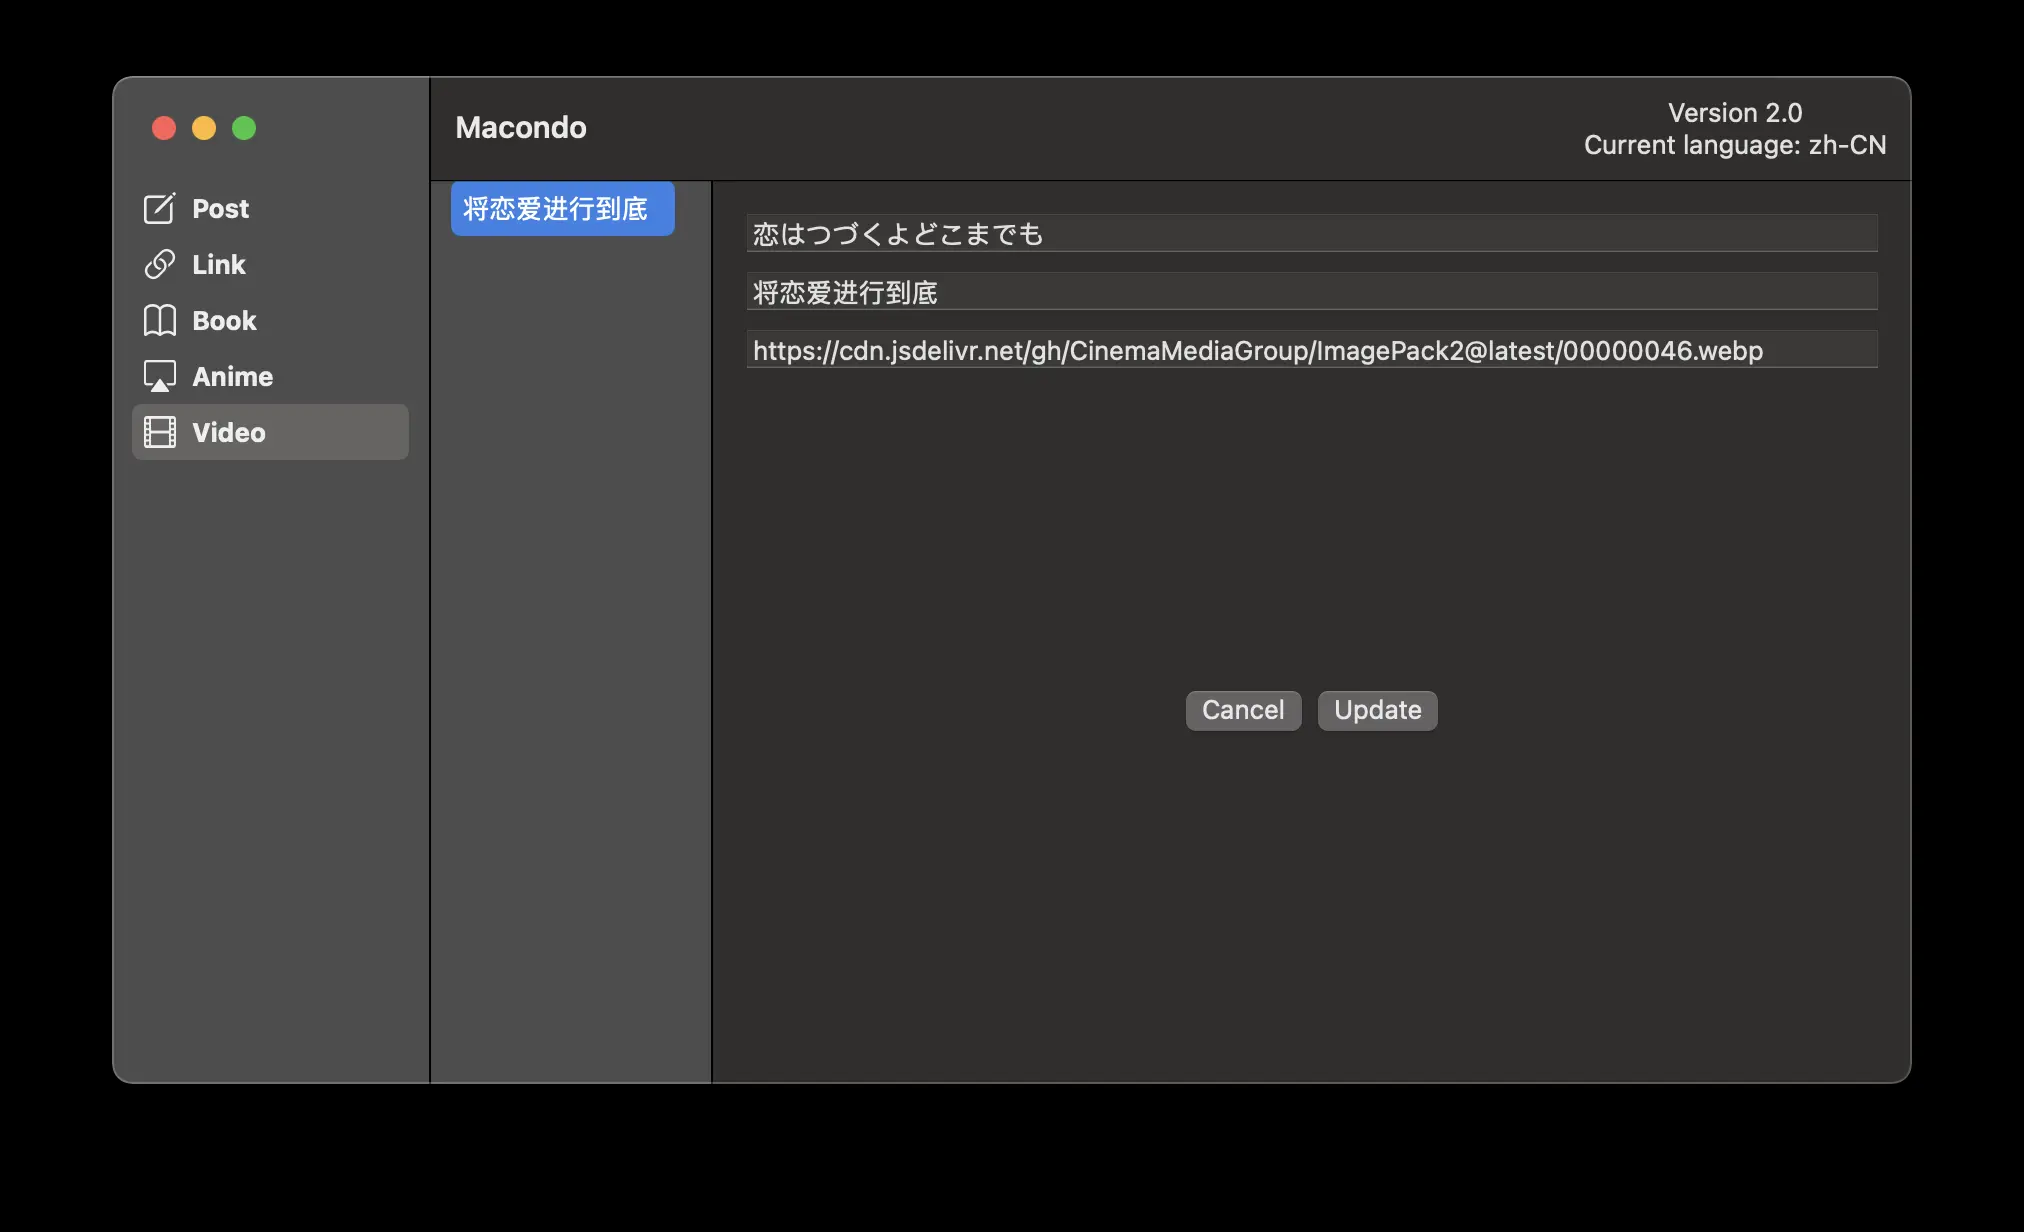 Macondo
Version 2.0
Current language: zh-CN
Post
Link
Book
Anime
Video
将恋爱进行到底
恋はつづくよどこまでも
将恋爱进行到底
https://cdn.jsdelivr.net/gh/CinemaMediaGroup/ImagePack2@latest/00000046.webp
Cancel
Update